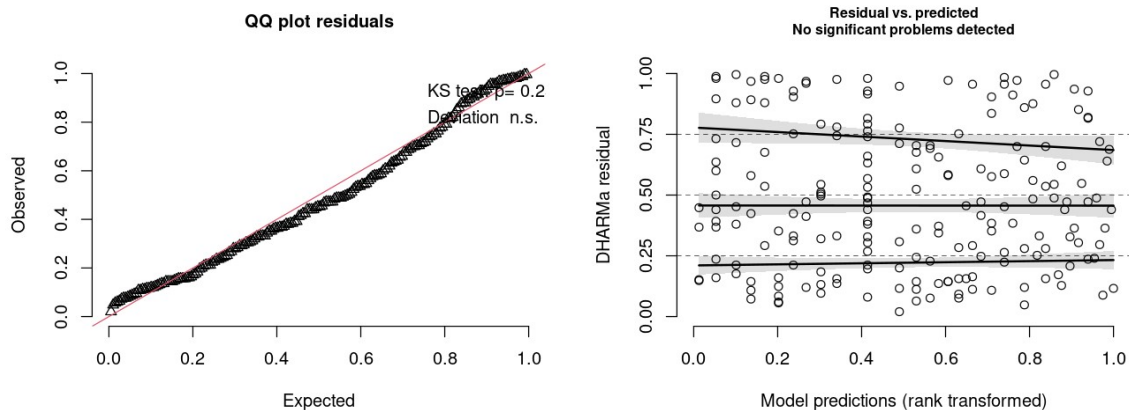 QQ plot residuals
KS test p= 0.2
Deviation n.s.
Observed
0.0 0.2 0.4 0.6 0.8 1.0
0.0 0.2 0.4 0.6 0.8 1.0
Expected
Residual vs. predicted
No significant problems detected
DHARMa residual
0.00 0.25 0.50 0.75 1.00
0.0 0.2 0.4 0.6 0.8 1.0
Model predictions (rank transformed)